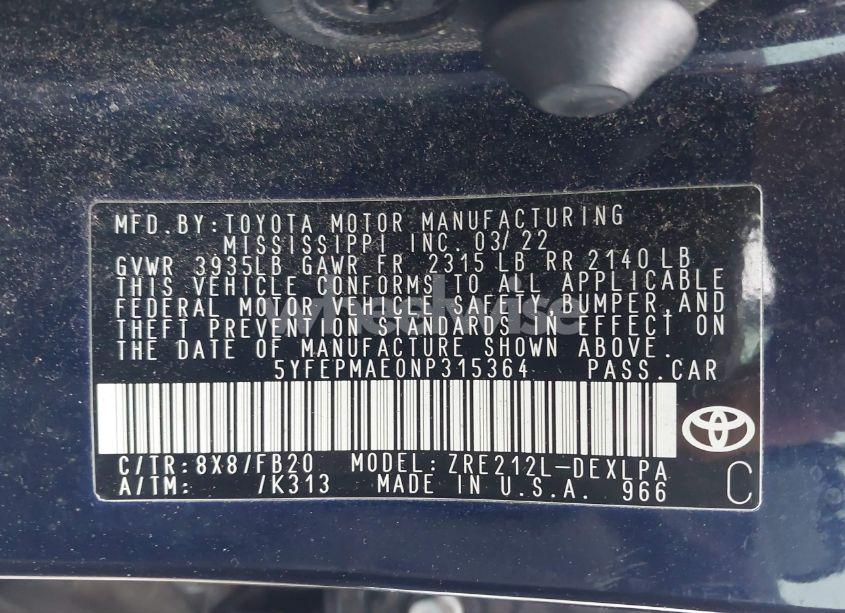 MFD.BY:TOYOTA MOTOR MANUFACTURING
MISSISSIPPI INC. 03/22
GVWR 3935LB GAWR FR 2315 LB RR 2140 LB
THIS VEHICLE CONFORMS TO ALL APPLICABLE
FEDERAL MOTOR VEHICLE SAFETY,BUMPER,AND
THEFT PREVENTION STANDARDS IN EFFECT ON
THE DATE OF MANUFACTURE SHOWN ABOVE.
5YFEPMAE0NP315364 PASS.CAR
C/TR:8X8/FB20 MODEL:ZRE212L-DEXLPA
A/TM: /K313 MADE IN U.S.A. 966 C